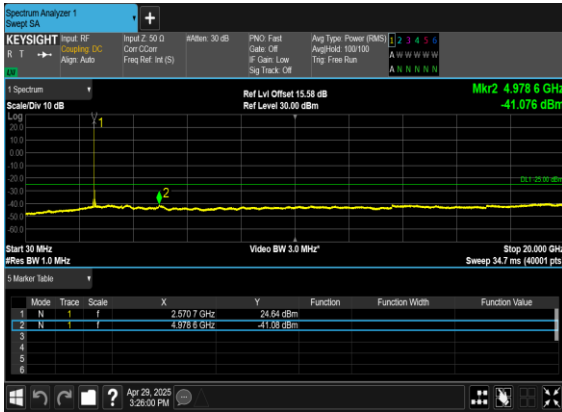 Spectrum Analyzer 1
Swept SA
KEYSIGHT
R T
Input: RF
Coupling: DC
Align: Auto
Input Z: 50 Ω
Corr CCorr
Freq Ref: Int (S)
#Atten: 30 dB
PNO: Fast
Gate: Off
IF Gain: Low
Sig Track: Off
Avg Type: Power (RMS)
Avg|Hold: 100/100
Trig: Free Run
1 2 3 4 5 6
A W W W W W
A N N N N N
1 Spectrum
Scale/Div 10 dB
Ref Lvl Offset 15.58 dB
Ref Level 30.00 dBm
Mkr2 4.978 6 GHz
-41.076 dBm
Log
20.0
10.0
0.00
-10.0
-20.0
-30.0
-40.0
-50.0
-60.0
1
2
DL1 -25.00 dBm
Start 30 MHz
#Res BW 1.0 MHz
Video BW 3.0 MHz*
Stop 20.000 GHz
Sweep 34.7 ms (40001 pts)
5 Marker Table
Mode Trace Scale X Y Function Function Width Function Value
1 N 1 f 2.570 7 GHz 24.64 dBm
2 N 1 f 4.978 6 GHz -41.08 dBm
3
4
5
6
?
Apr 29, 2025
3:26:00 PM